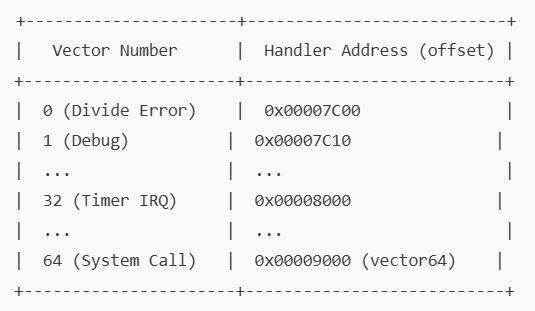 +----------------------+---------------------------+
|   Vector Number      |  Handler Address (offset) |
+----------------------+---------------------------+
|  0 (Divide Error)    |  0x00007C00               |
|  1 (Debug)          |  0x00007C10               |
|  ...                |  ...                       |
|  32 (Timer IRQ)     |  0x00008000               |
|  ...                |  ...                       |
|  64 (System Call)   |  0x00009000 (vector64)    |
+----------------------+---------------------------+